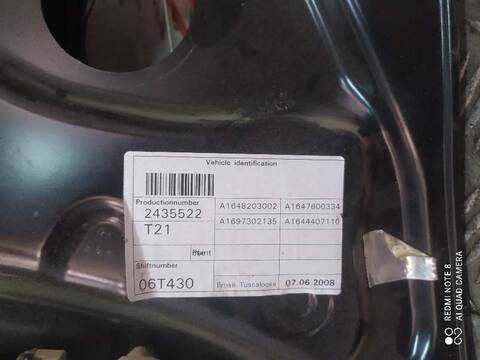 Vehicle identification
Productionnumber
2435522
T21
A1648203002 A1647600334
A1697302135 A1644407110
Shiftnumber
06T430
Brose Tuscaloosa 07.06.2008
REDMI NOTE 8
AI QUAD CAMERA